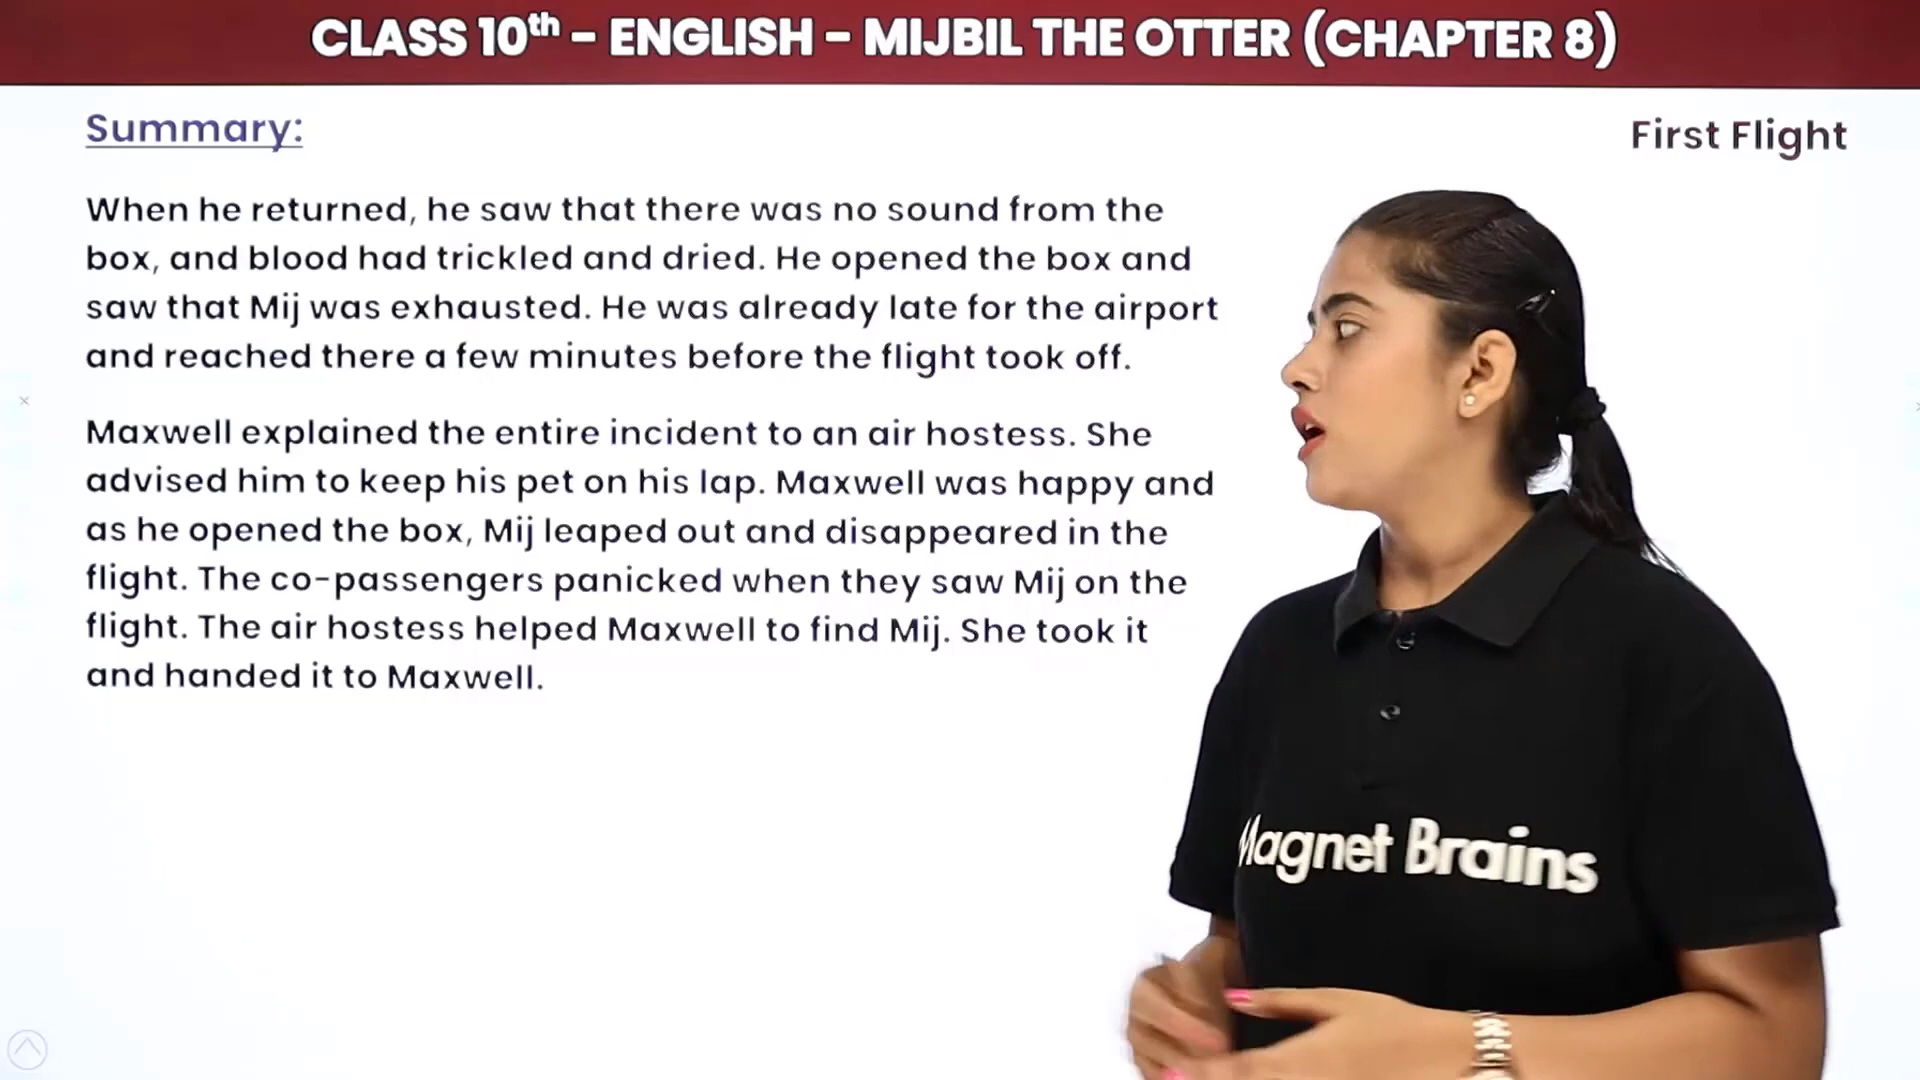 CLASS 10th - ENGLISH - MIJBIL THE OTTER (CHAPTER 8)
Summary:
First Flight
When he returned, he saw that there was no sound from the
box, and blood had trickled and dried. He opened the box and
saw that Mij was exhausted. He was already late for the airport
and reached there a few minutes before the flight took off.
Maxwell explained the entire incident to an air hostess. She
advised him to keep his pet on his lap. Maxwell was happy and
as he opened the box, Mij leaped out and disappeared in the
flight. The co-passengers panicked when they saw Mij on the
flight. The air hostess helped Maxwell to find Mij. She took it
and handed it to Maxwell.
Magnet Brains